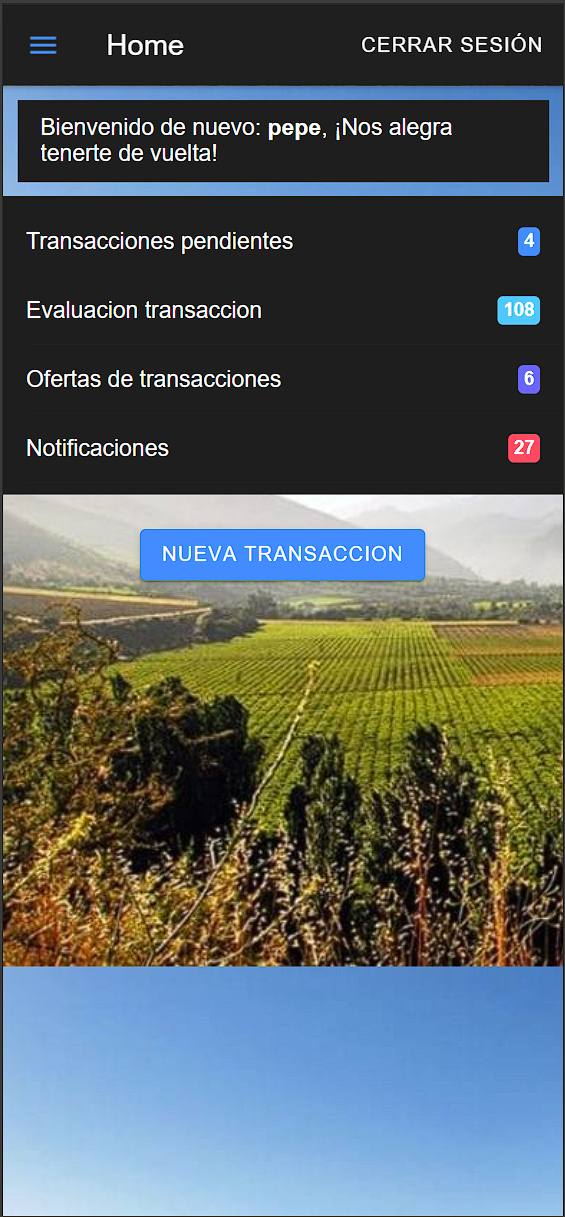 Home
CERRAR SESIÓN
Bienvenido de nuevo: pepe, ¡Nos alegra
tenerte de vuelta!
Transacciones pendientes
4
Evaluacion transaccion
108
Ofertas de transacciones
6
Notificaciones
27
NUEVA TRANSACCION